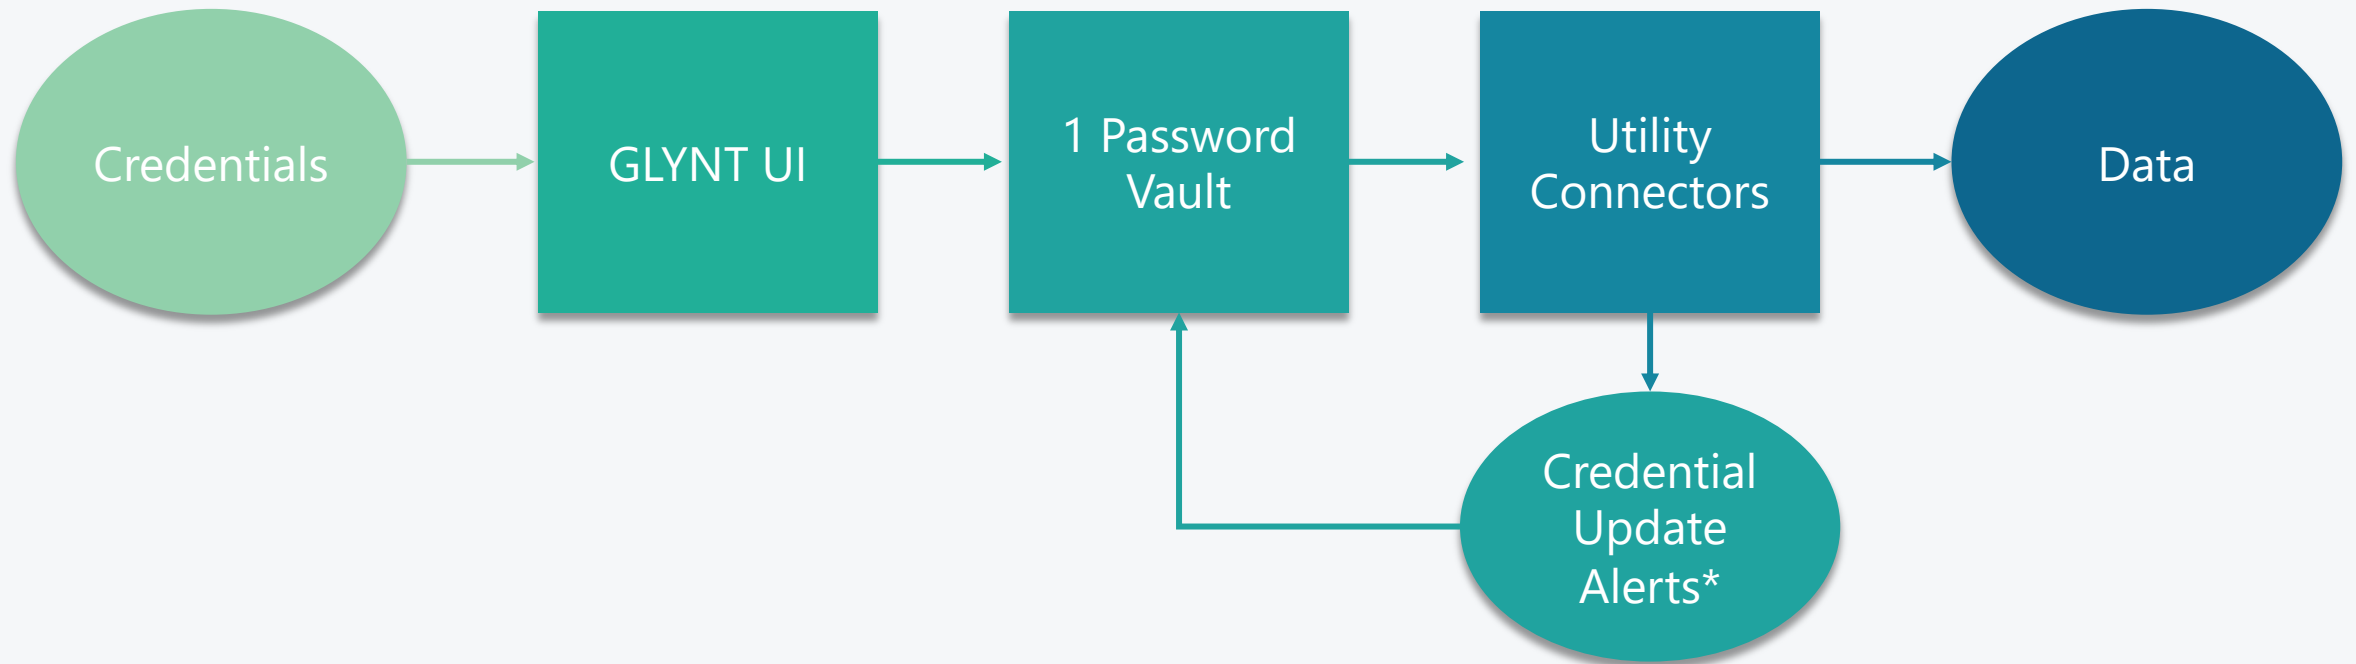 Credentials
GLYNT UI
1 Password
Vault
Utility
Connectors
Data
Credential
Update
Alerts*